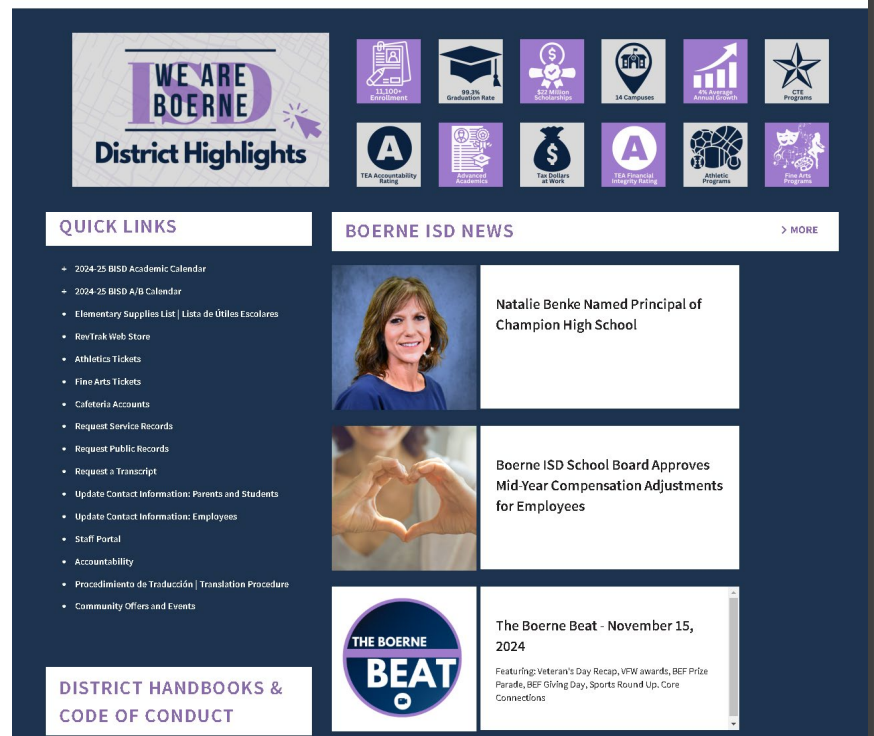 ISD
WE ARE
BOERNE
District Highlights
11,100+
Enrollment
99.3%
Graduation Rate
$22 Million
Scholarships
14 Campuses
4% Average
Annual Growth
CTE
Programs
A
TEA Accountability
Rating
Advanced
Academics
$
Tax Dollars
at Work
A
TEA Financial
Integrity Rating
Athletic
Programs
Fine Arts
Programs
QUICK LINKS
2024-25 BISD Academic Calendar
2024-25 BISD A/B Calendar
Elementary Supplies List | Lista de Útiles Escolares
RevTrak Web Store
Athletics Tickets
Fine Arts Tickets
Cafeteria Accounts
Request Service Records
Request Public Records
Request a Transcript
Update Contact Information: Parents and Students
Update Contact Information: Employees
Staff Portal
Accountability
Procedimiento de Traducción | Translation Procedure
Community Offers and Events
DISTRICT HANDBOOKS &
CODE OF CONDUCT
BOERNE ISD NEWS
> MORE
Natalie Benke Named Principal of
Champion High School
Boerne ISD School Board Approves
Mid-Year Compensation Adjustments
for Employees
THE BOERNE
BEAT
The Boerne Beat - November 15,
2024
Featuring: Veteran's Day Recap, VFW awards, BEF Prize
Parade, BEF Giving Day, Sports Round Up. Core
Connections